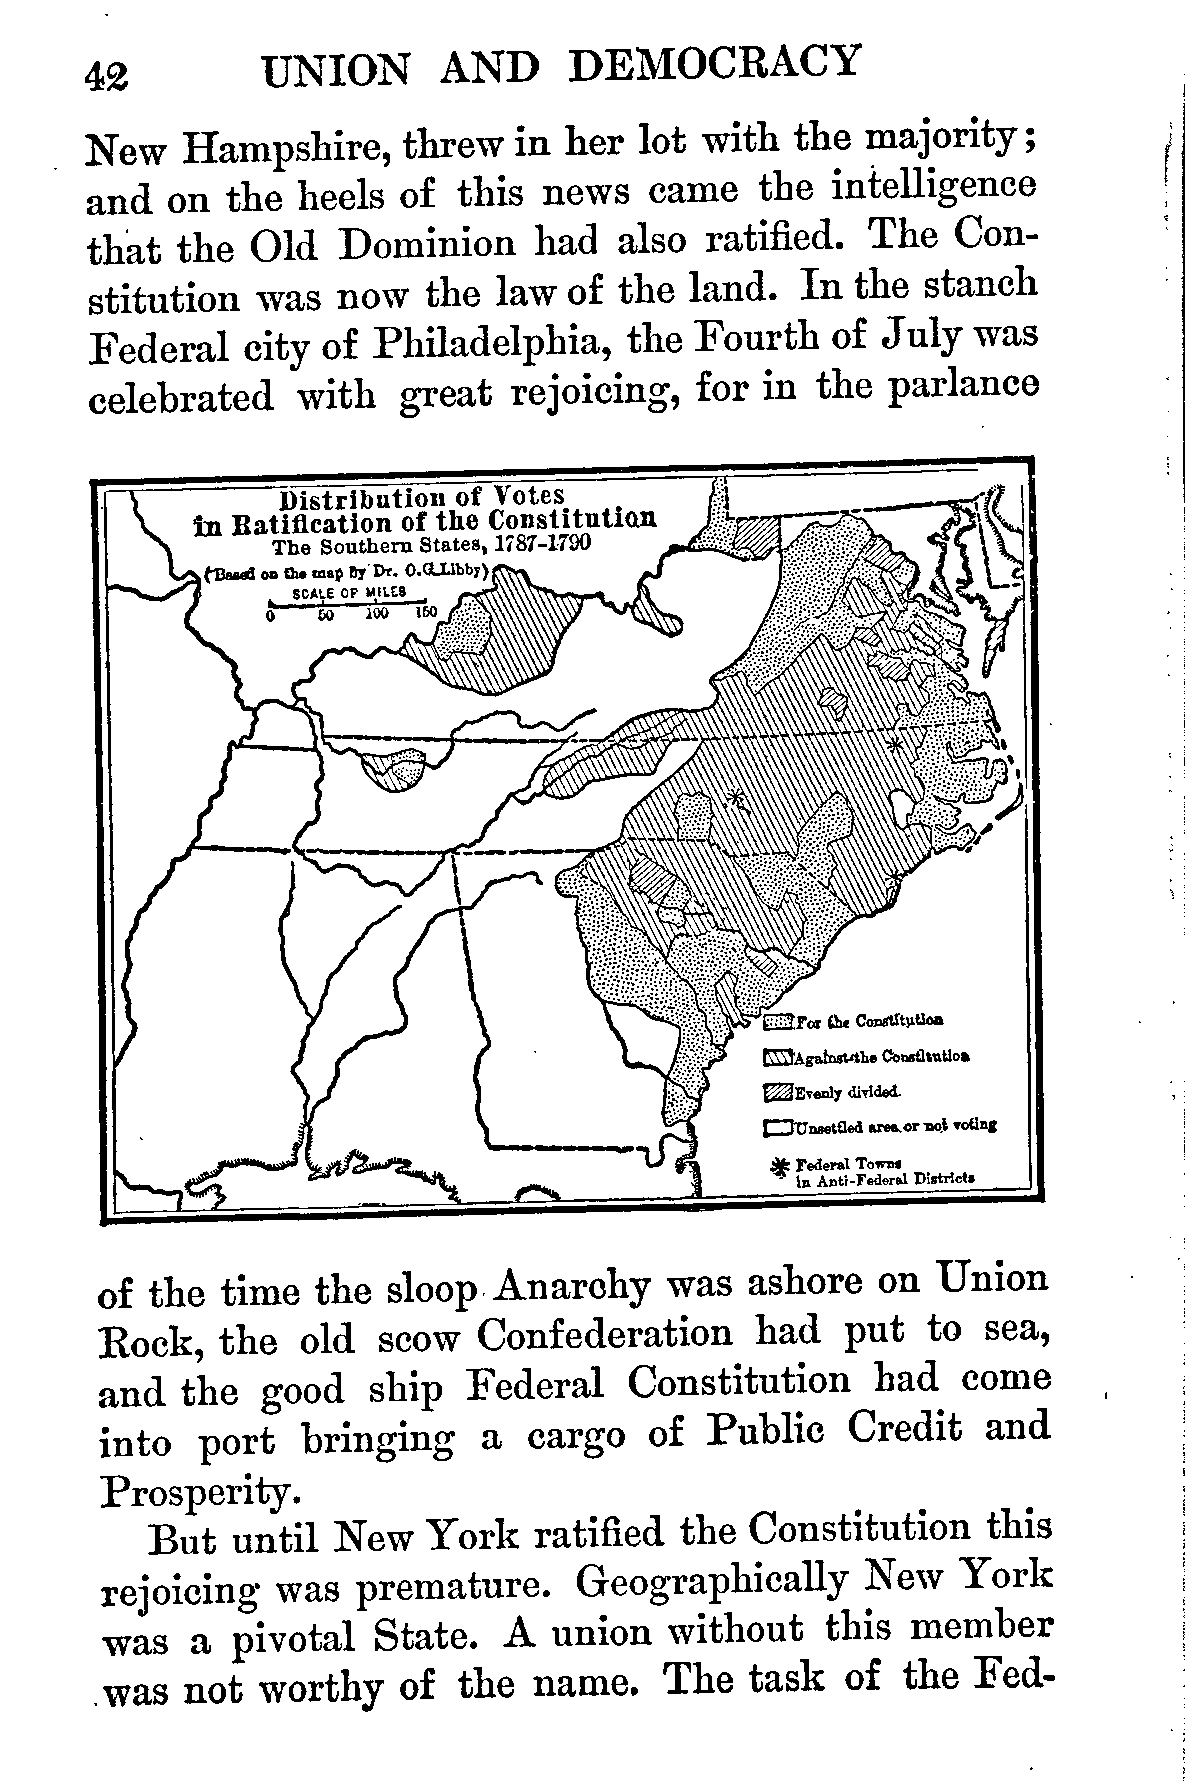 42 UNION AND DEMOCRACY
New Hampshire, threw in her lot with the majority;
and on the heels of this news came the intelligence
that the Old Dominion had also ratified. The Con-
stitution was now the law of the land. In the stanch
Federal city of Philadelphia, the Fourth of July was
celebrated with great rejoicing, for in the parlance
Distribution of Votes
in Ratification of the Constitution
The Southern States, 1787-1790
(Based on the map by Dr. O.G.Libby)
SCALE OF MILES
0 50 100 150
For the Constitution
Against the Constitution
Evenly divided.
Unsettled area, or not voting
Federal Towns
in Anti-Federal Districts
of the time the sloop Anarchy was ashore on Union
Rock, the old scow Confederation had put to sea,
and the good ship Federal Constitution had come
into port bringing a cargo of Public Credit and
Prosperity.
But until New York ratified the Constitution this
rejoicing was premature. Geographically New York
was a pivotal State. A union without this member
was not worthy of the name. The task of the Fed-